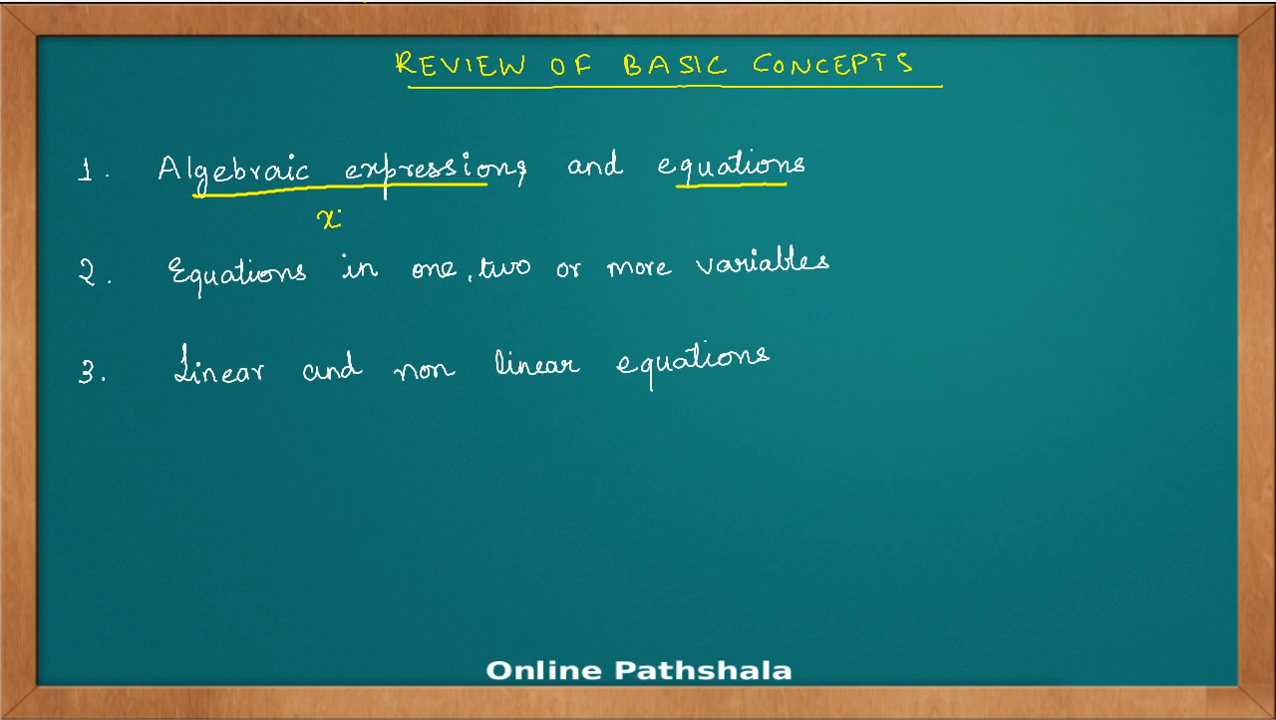 REVIEW OF BASIC CONCEPTS
1. Algebraic expressions and equations
x
2. Equations in one, two or more variables
3. Linear and non linear equations
Online Pathshala